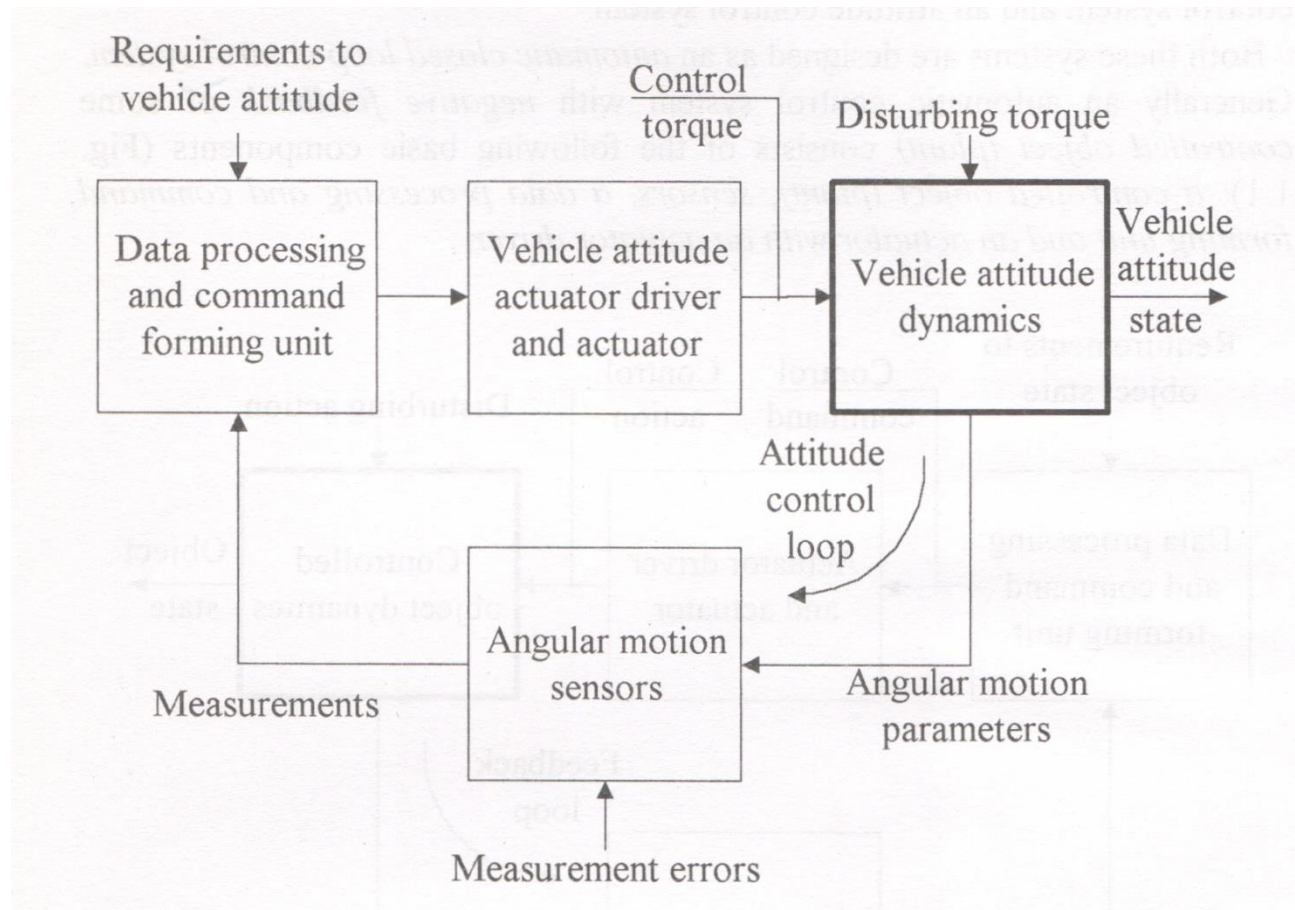 Requirements to
vehicle attitude
Control
torque
Disturbing torque
Data processing
and command
forming unit
Vehicle attitude
actuator driver
and actuator
Vehicle attitude
dynamics
Vehicle
attitude
state
Attitude
control
loop
Angular motion
sensors
Measurements
Angular motion
parameters
Measurement errors